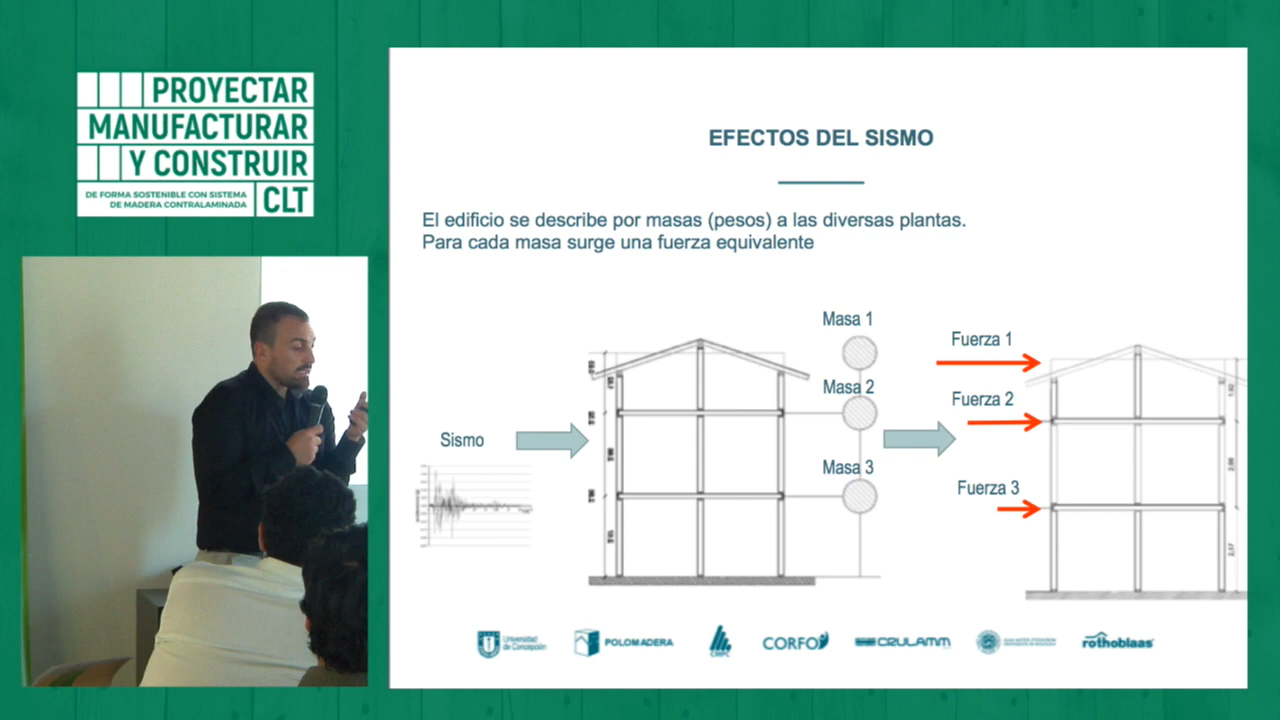 PROYECTAR
MANUFACTURAR
Y CONSTRUIR
DE FORMA SOSTENIBLE CON SISTEMA
DE MADERA CONTRALAMINADA
CLT
EFECTOS DEL SISMO
El edificio se describe por masas (pesos) a las diversas plantas.
Para cada masa surge una fuerza equivalente
Masa 1
Fuerza 1
Masa 2
Fuerza 2
Sismo
Masa 3
Fuerza 3
Universidad
de Concepción
POLOMADERA
CMPC
CORFO
CRULAMM
rothoblaas